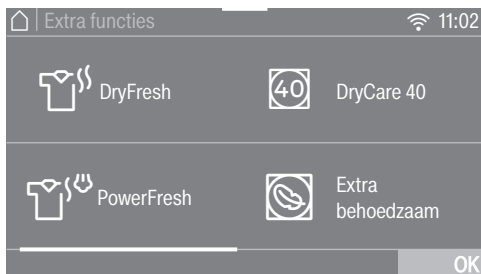 Extra functies
11:02
DryFresh
40
DryCare 40
PowerFresh
Extra
behoedzaam
OK